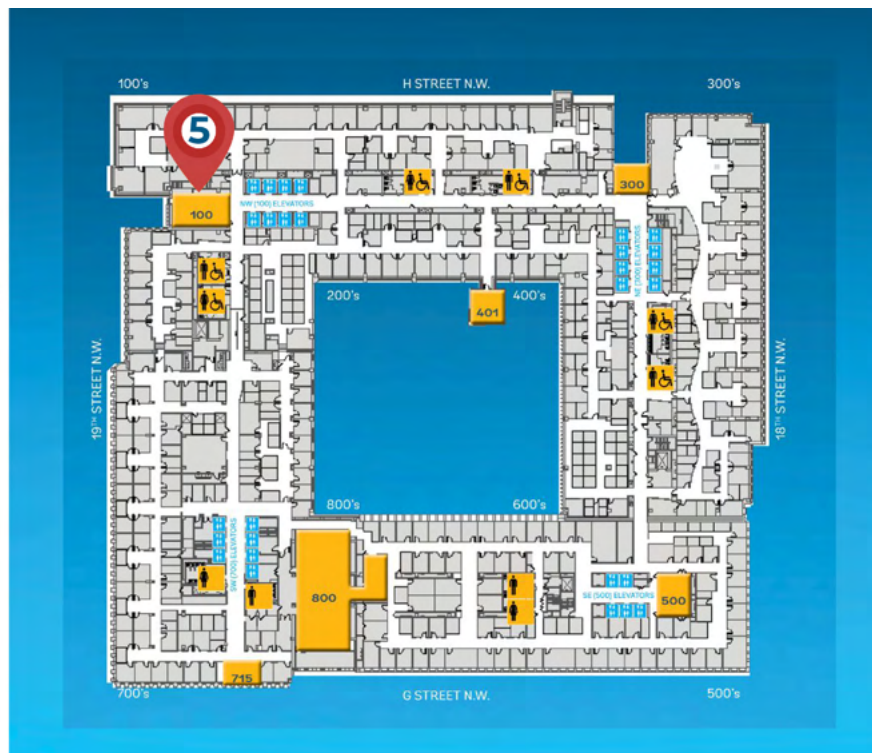 100's
H STREET N.W.
300's
5
300
NW (100) ELEVATORS
100
NE (300) ELEVATORS
200's
400's
401
19TH STREET N.W.
18TH STREET N.W.
800's
600's
SW (700) ELEVATORS
800
SE (500) ELEVATORS
500
715
700's
G STREET N.W.
500's